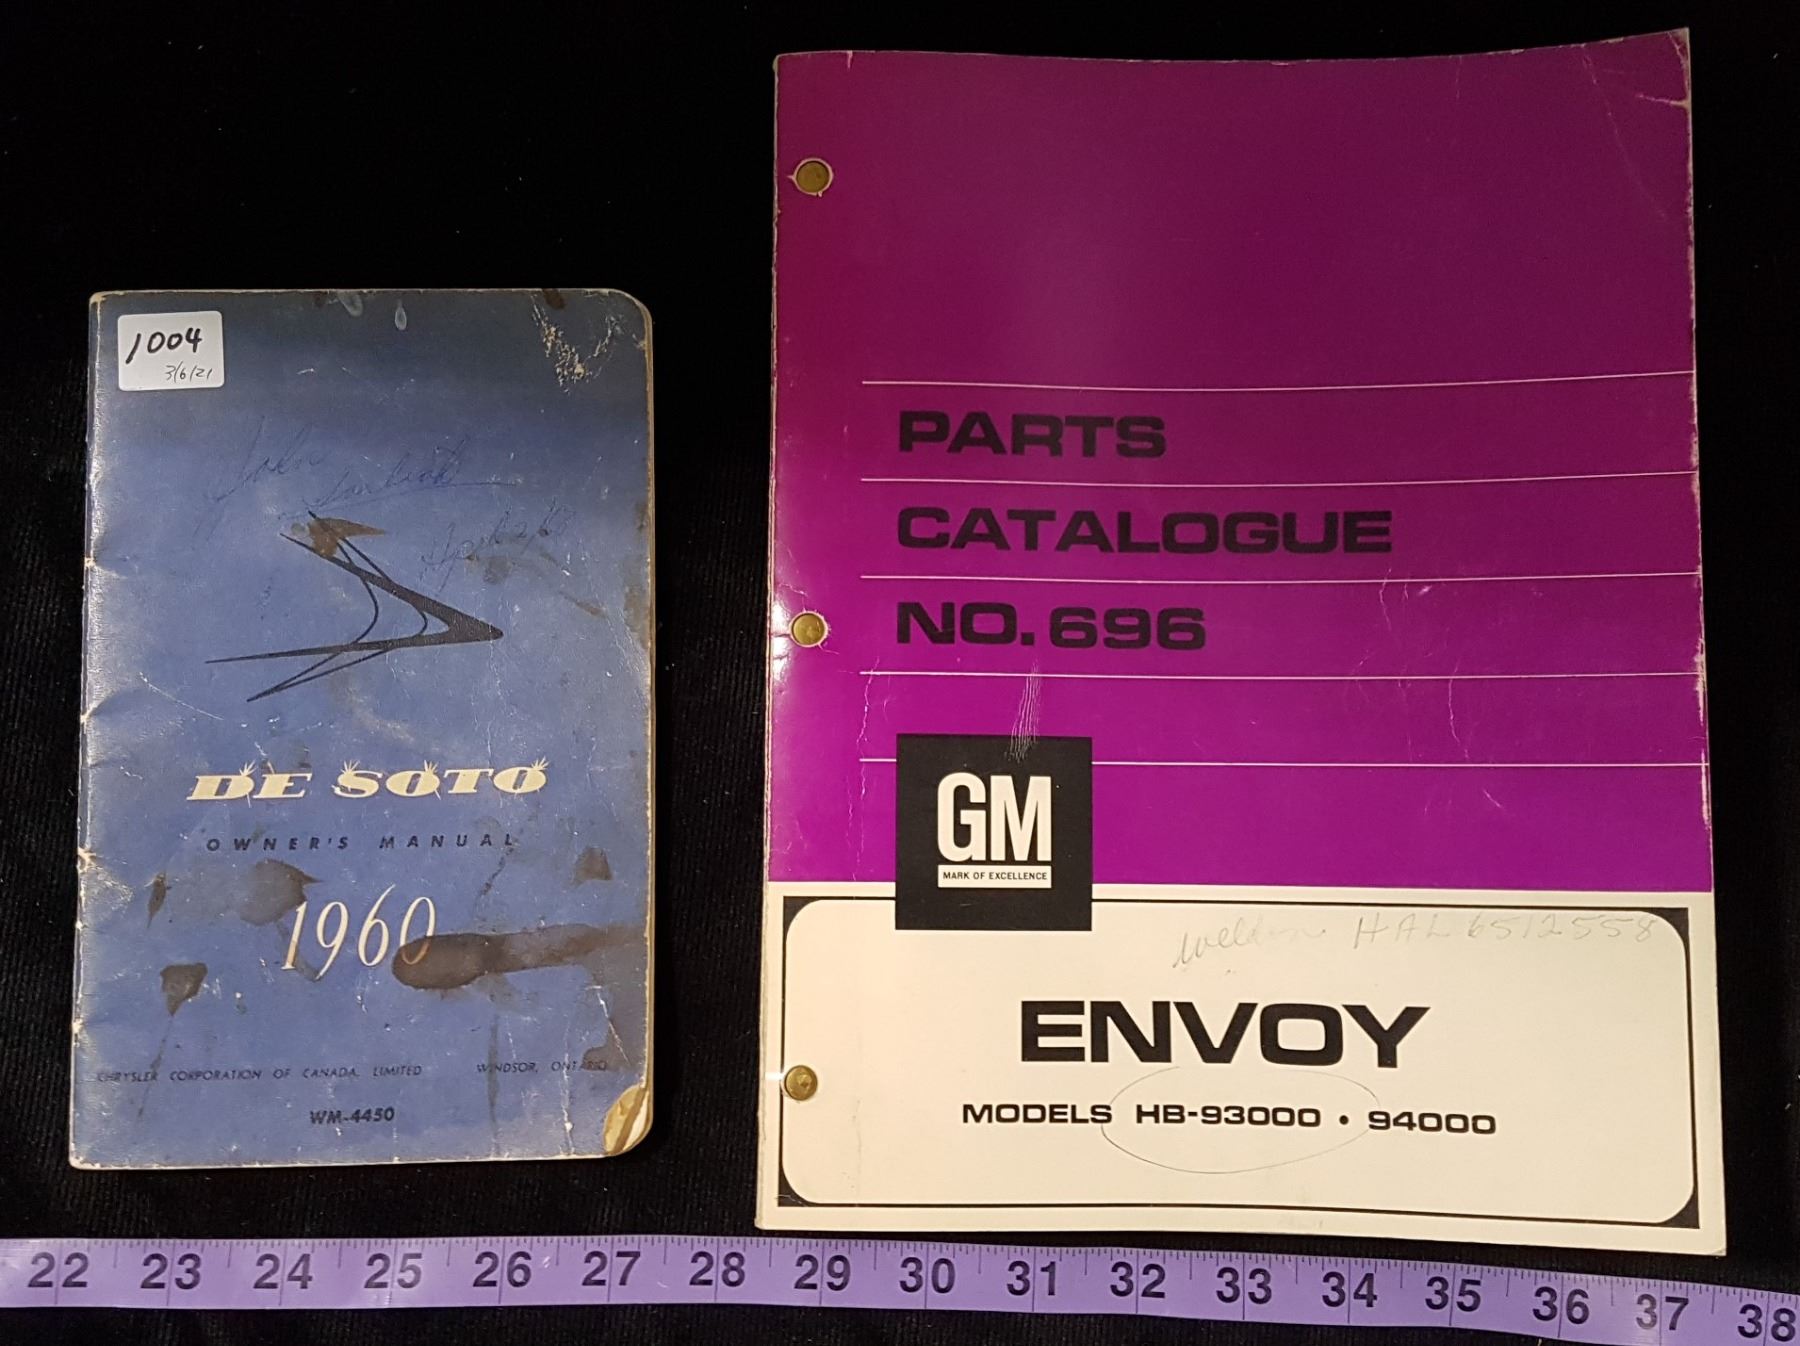 1004
3/6/21
John
DE SOTO
OWNER'S MANUAL
1960
CHRYSLER CORPORATION OF CANADA, LIMITED WINDSOR, ONTARIO
WM-4450
PARTS
CATALOGUE
NO. 696
GM
MARK OF EXCELLENCE
HAL 6512558
ENVOY
MODELS HB-93000 • 94000
22 23 24 25 26 27 28 29 30 31 32 33 34 35 36 37 38